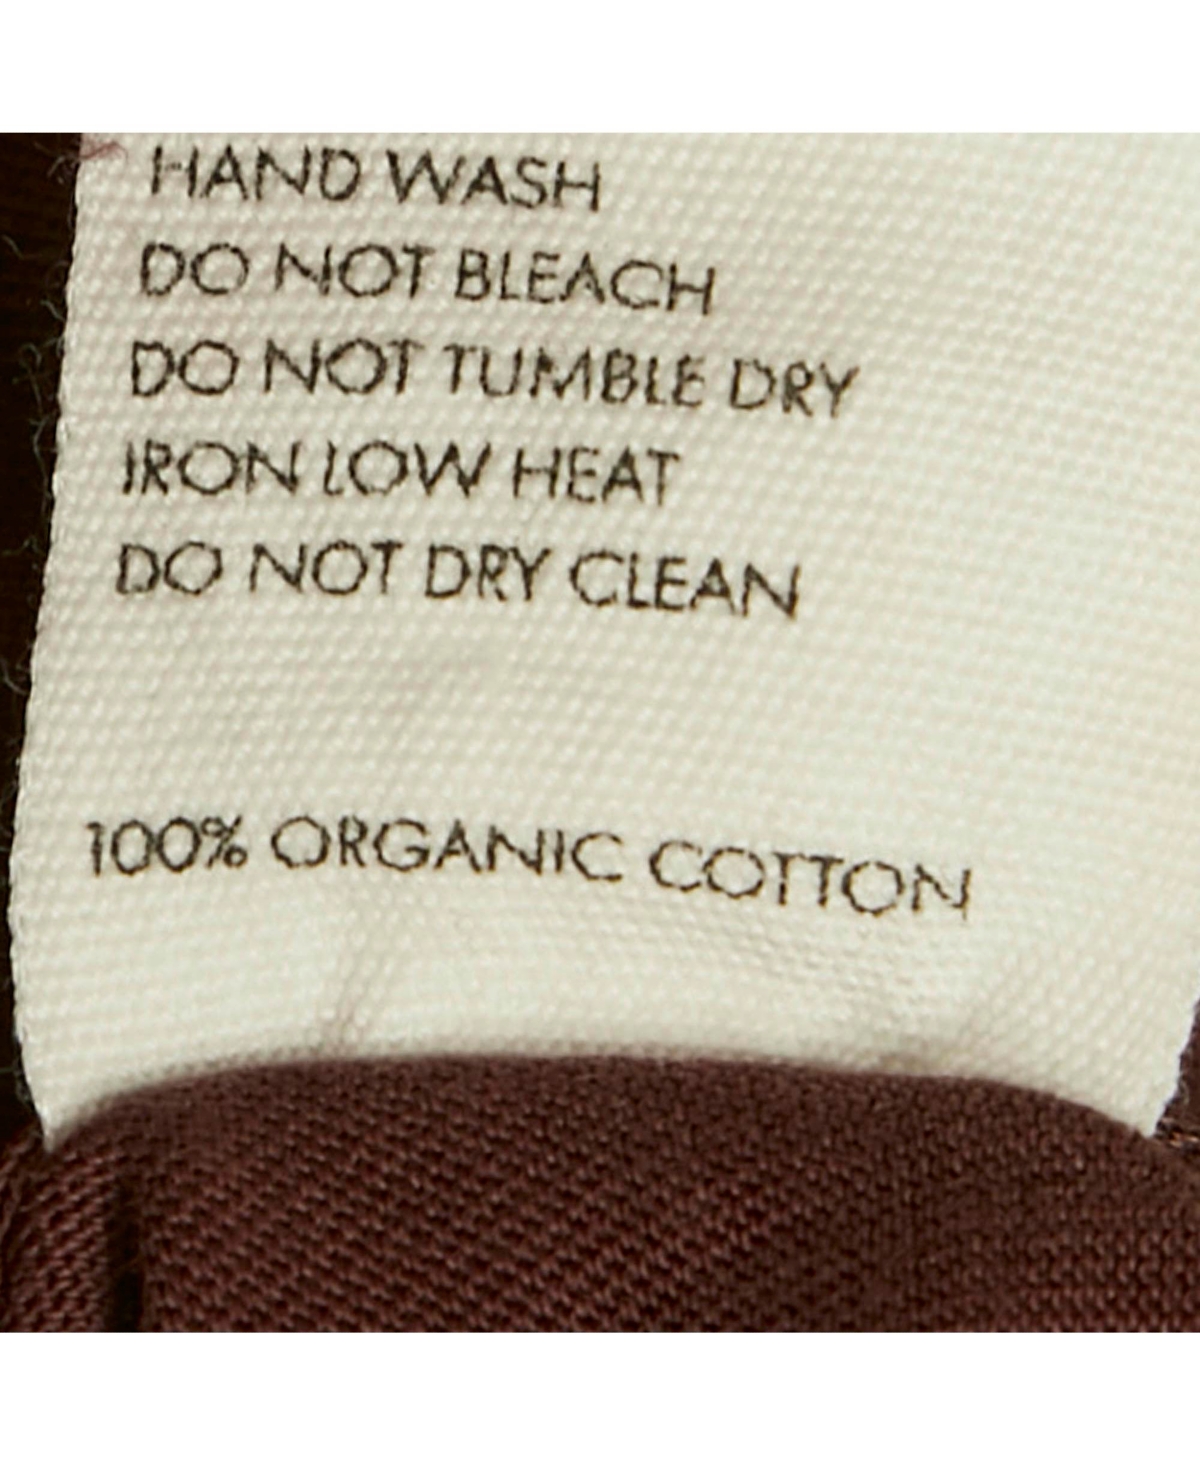 HAND WASH
DO NOT BLEACH
DO NOT TUMBLE DRY
IRON LOW HEAT
DO NOT DRY CLEAN
100% ORGANIC COTTON